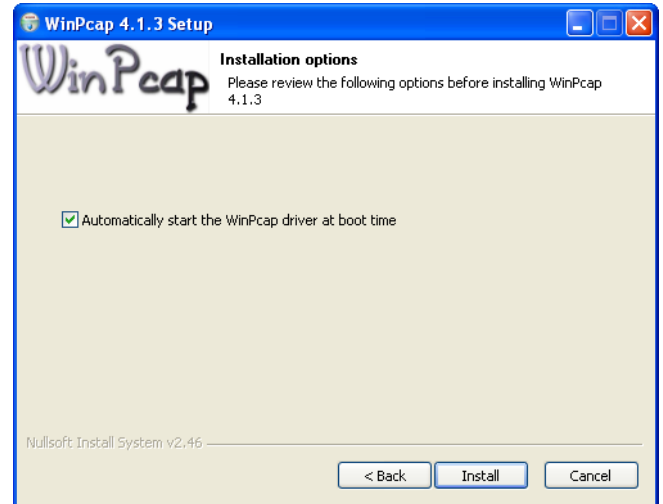 WinPcap 4.1.3 Setup
WinPcap
Installation options
Please review the following options before installing WinPcap
4.1.3
Automatically start the WinPcap driver at boot time
Nullsoft Install System v2.46
< Back
Install
Cancel